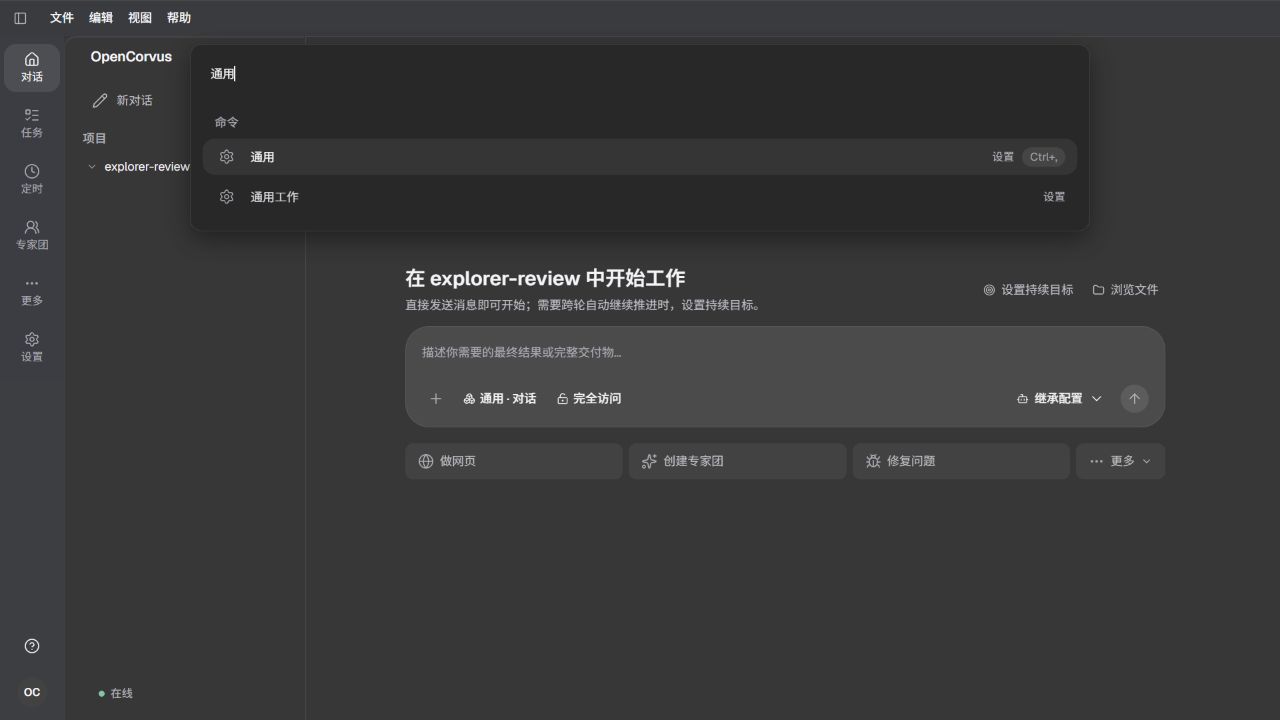 文件 编辑 视图 帮助
对话
任务
定时
专家团
更多
设置
OC
OpenCorvus
新对话
项目
explorer-review
在线
通用
命令
通用 设置 Ctrl+,
通用工作 设置
在 explorer-review 中开始工作
直接发送消息即可开始；需要跨轮自动继续推进时，设置持续目标。
设置持续目标 浏览文件
描述你需要的最终结果或完整交付物...
通用 · 对话 完全访问 继承配置
做网页 创建专家团 修复问题 更多